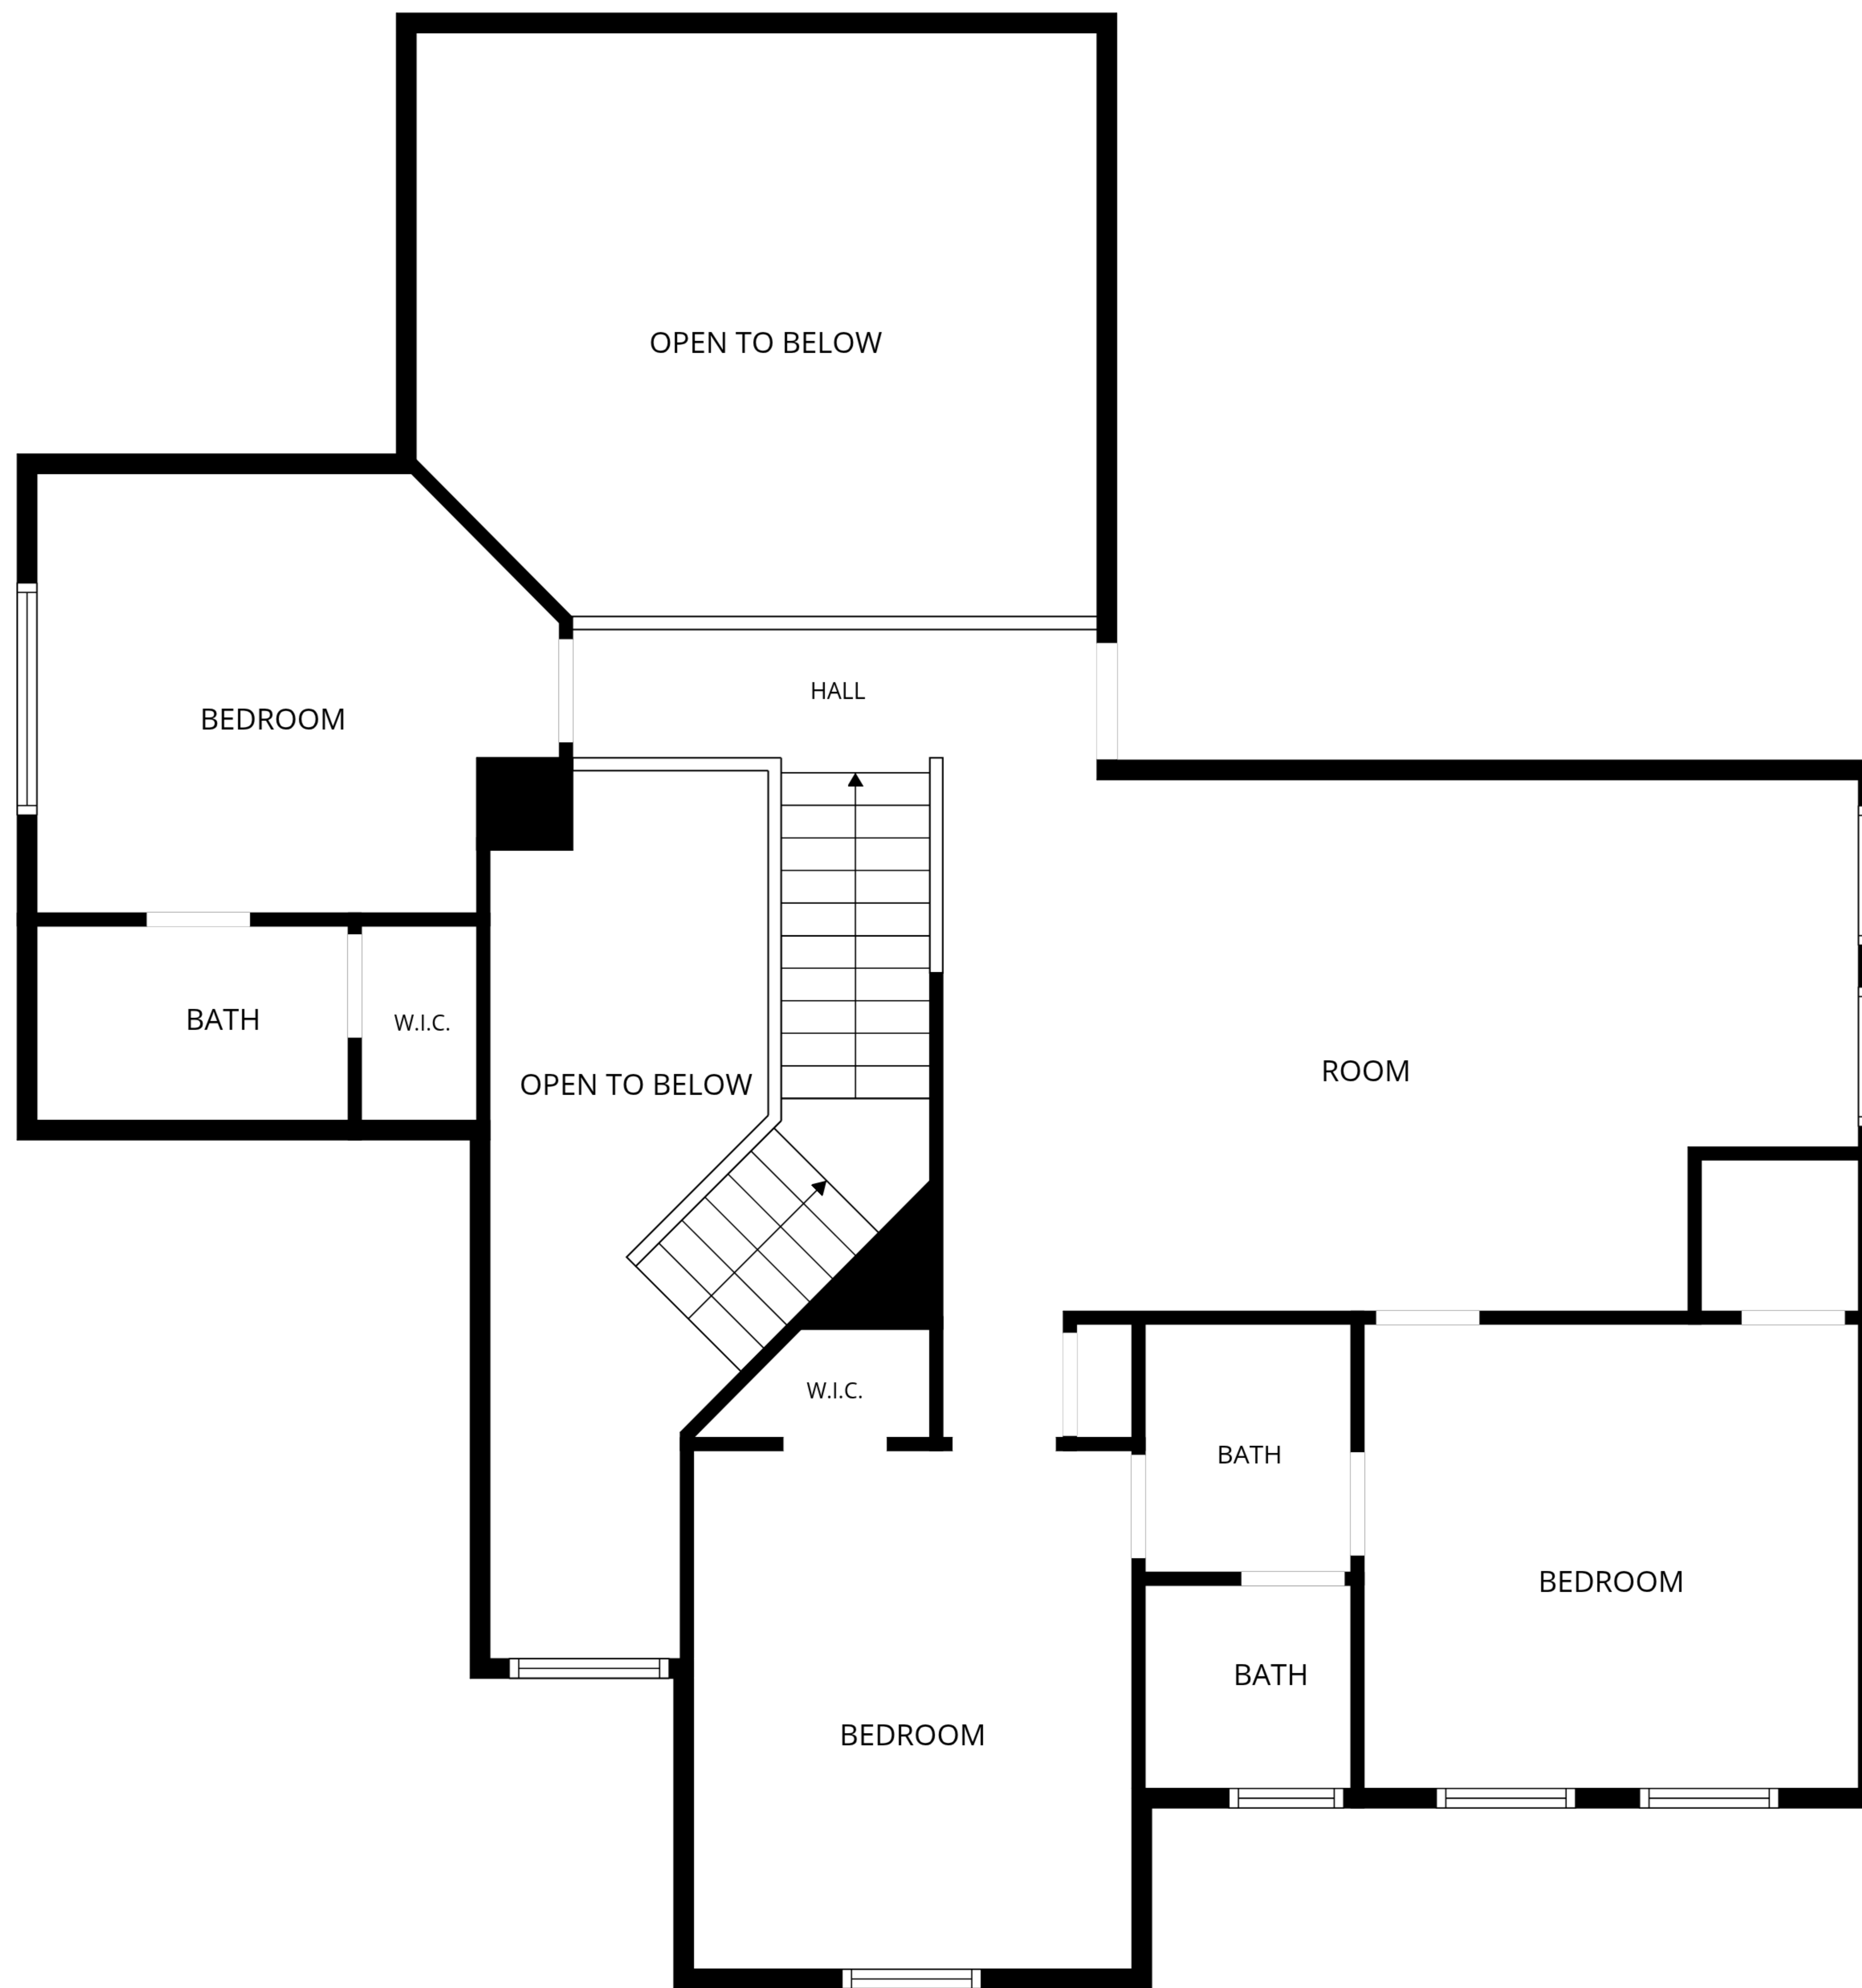 OPEN TO BELOW
HALL
BEDROOM
BATH
W.I.C.
OPEN TO BELOW
ROOM
W.I.C.
BATH
BEDROOM
BATH
BEDROOM